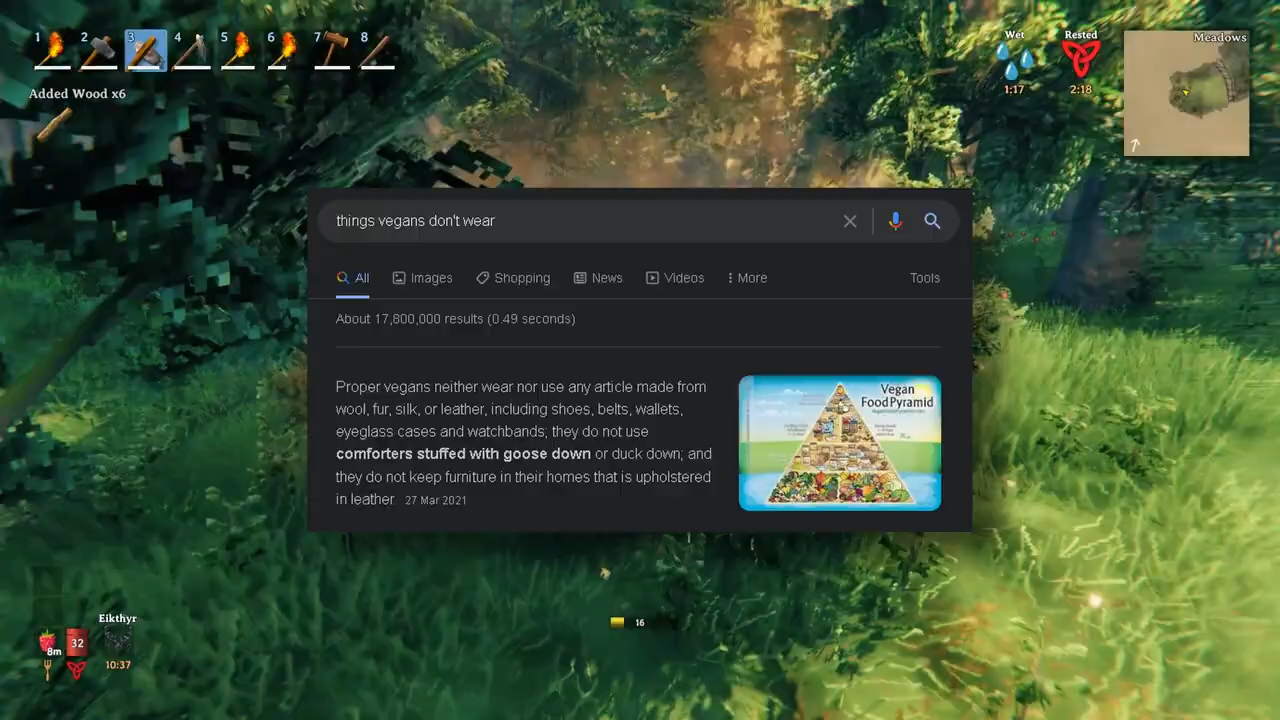 1 2 3 4 5 6 7 8
Added Wood x6
Wet
Rested
1:17
2:18
Meadows
things vegans don't wear
All Images Shopping News Videos More Tools
About 17,800,000 results (0.49 seconds)
Proper vegans neither wear nor use any article made from
wool, fur, silk, or leather, including shoes, belts, wallets,
eyeglass cases and watchbands; they do not use
comforters stuffed with goose down or duck down; and
they do not keep furniture in their homes that is upholstered
in leather. 27 Mar 2021
Vegan
Food Pyramid
16
Eikthyr
8m
32
10:37